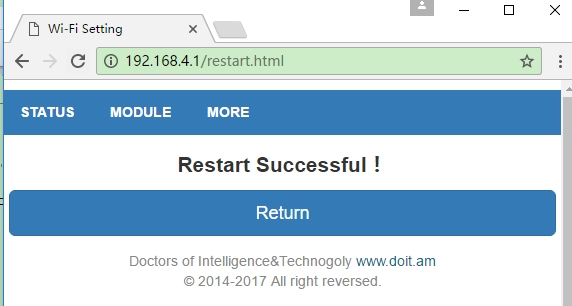 Wi-Fi Setting
192.168.4.1/restart.html
STATUS MODULE MORE
Restart Successful！
Return
Doctors of Intelligence&Technogoly www.doit.am
© 2014-2017 All right reversed.